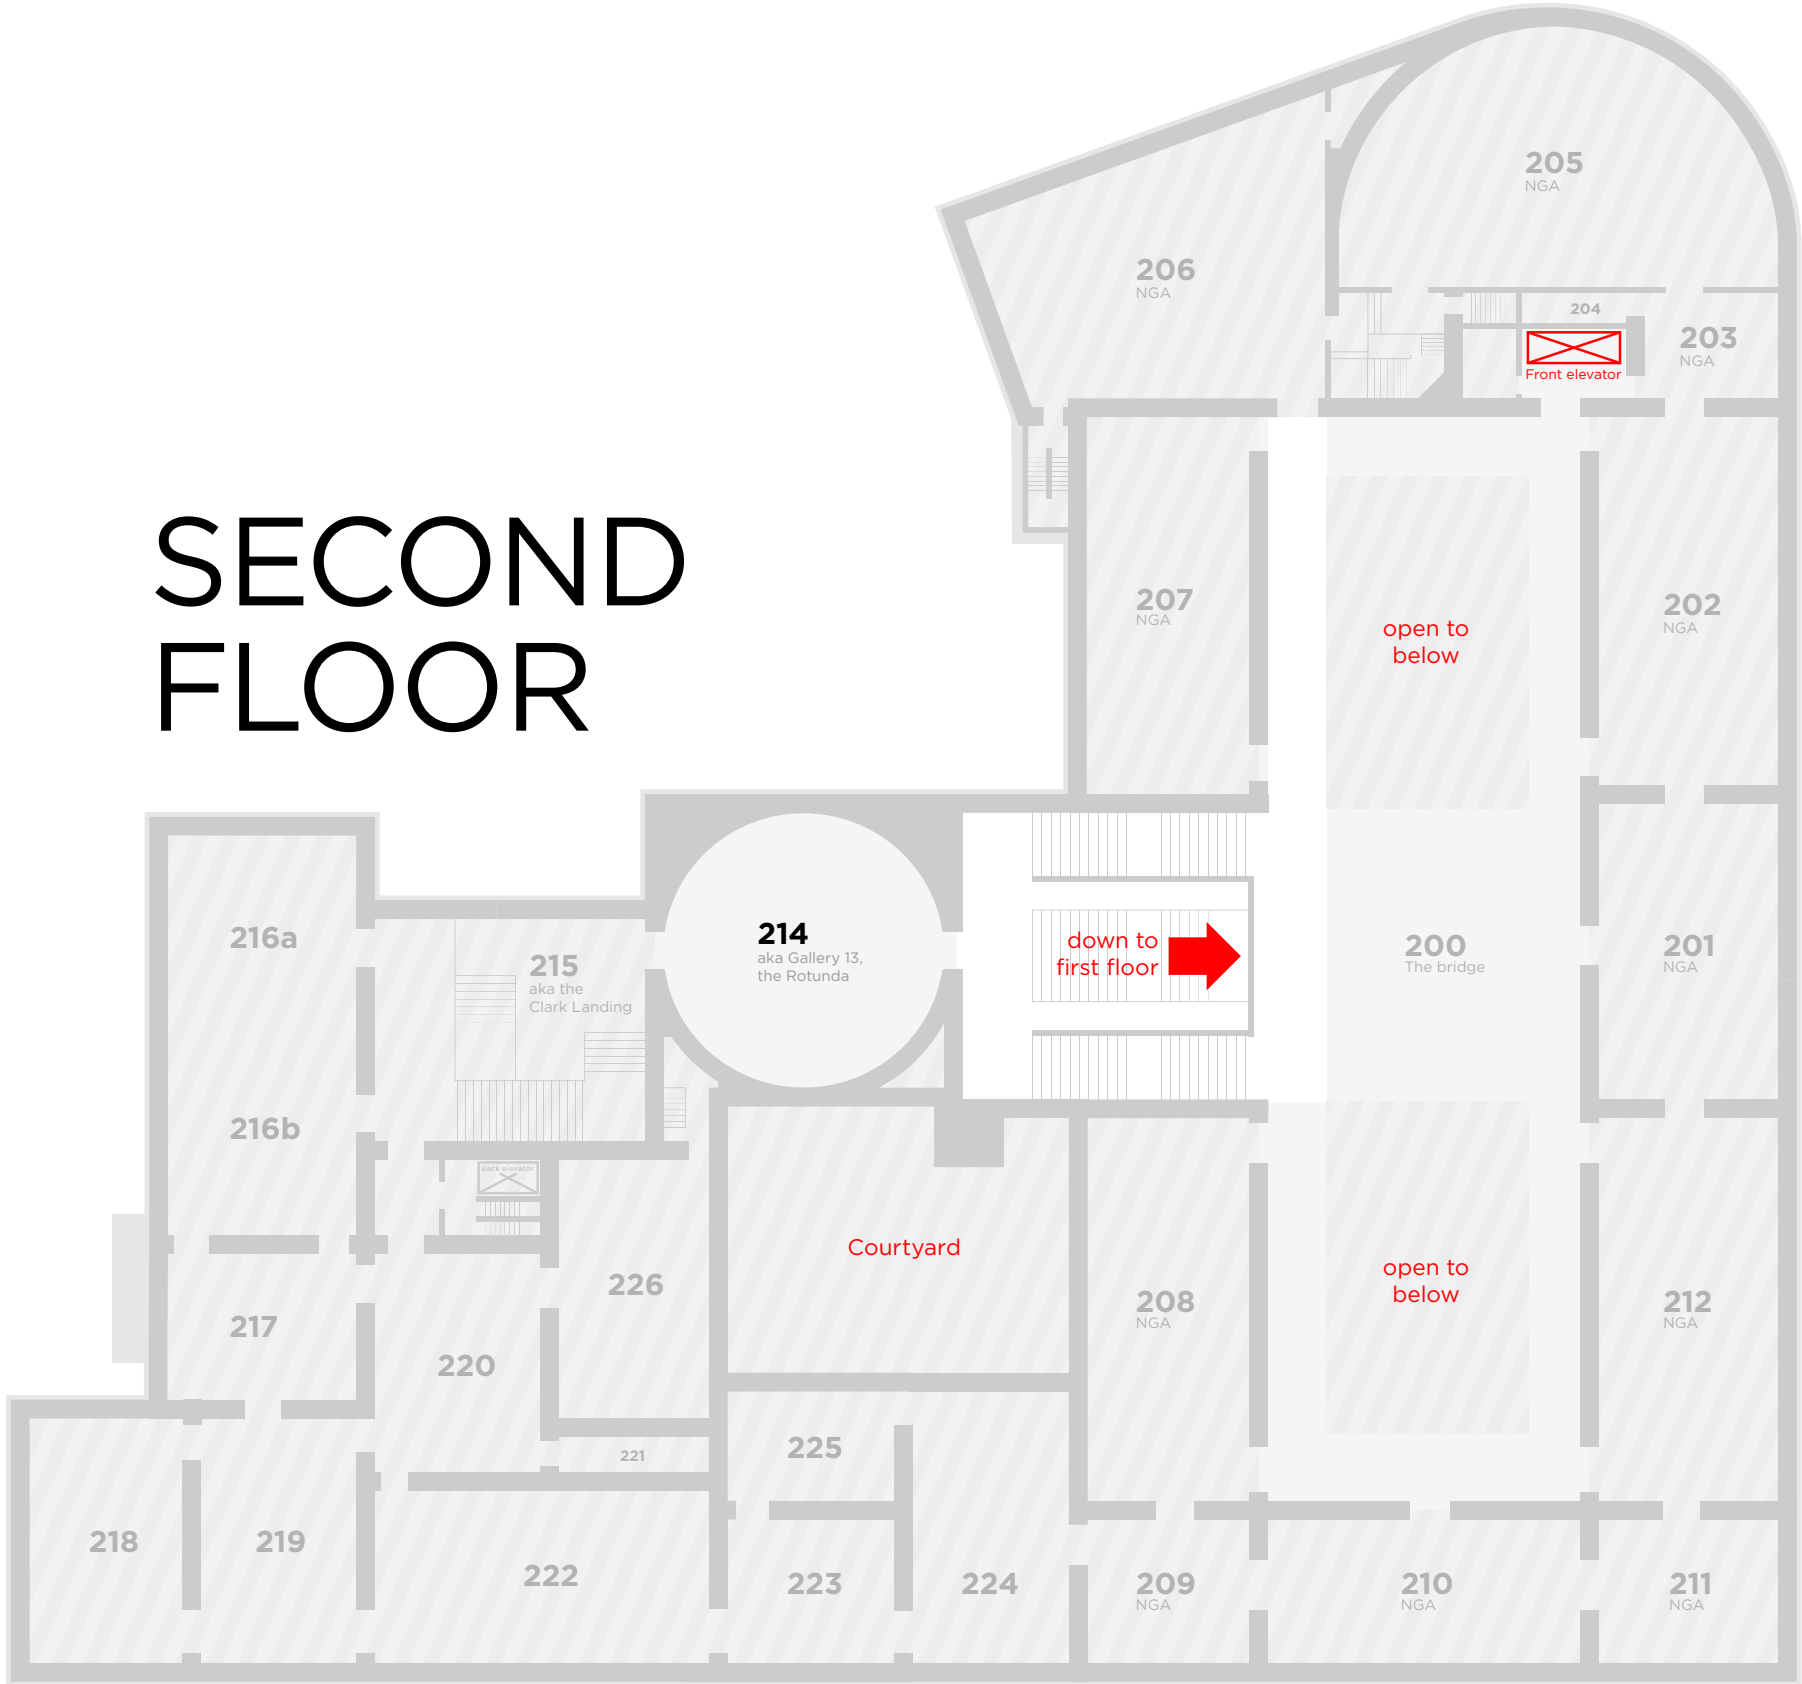 SECOND
FLOOR
205
NGA
206
NGA
204
203
NGA
Front elevator
207
NGA
open to
below
202
NGA
214
aka Gallery 13,
the Rotunda
down to
first floor
200
The bridge
201
NGA
216a
215
aka the
Clark Landing
216b
Back elevator
Courtyard
226
217
220
208
NGA
open to
below
212
NGA
225
221
218
219
222
223
224
209
NGA
210
NGA
211
NGA